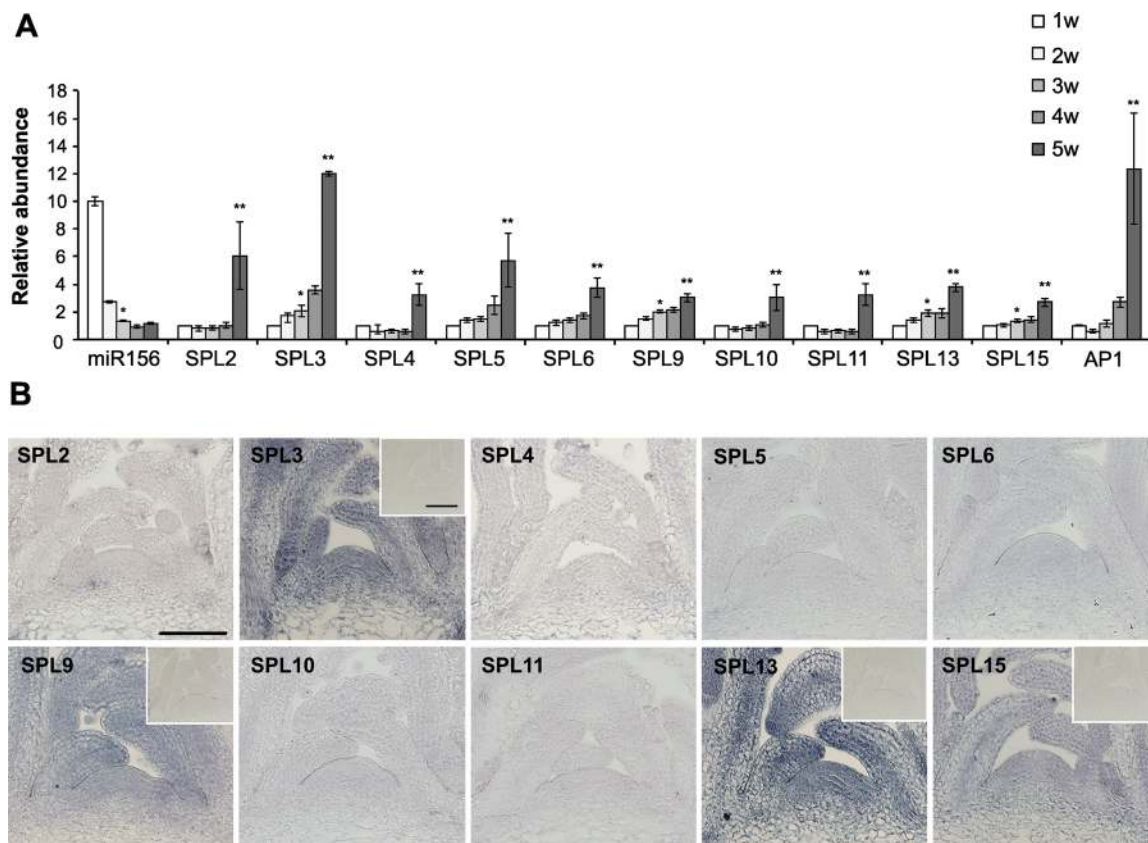 A
1w
2w
3w
4w
5w
Relative abundance
18
16
14
12
10
8
6
4
2
0
* ** * ** ** ** ** * ** ** ** * ** * ** **
miR156 SPL2 SPL3 SPL4 SPL5 SPL6 SPL9 SPL10 SPL11 SPL13 SPL15 AP1
B
SPL2 SPL3 SPL4 SPL5 SPL6
SPL9 SPL10 SPL11 SPL13 SPL15